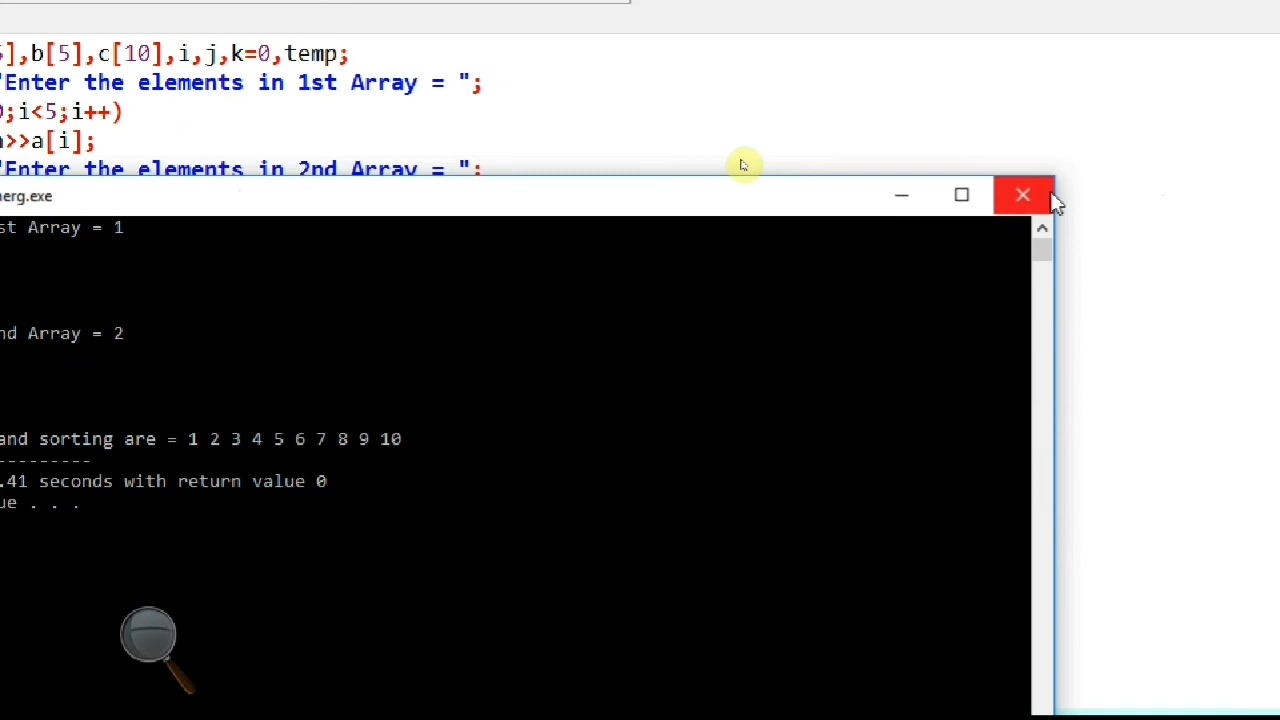 ],b[5],c[10],i,j,k=0,temp;
"Enter the elements in 1st Array = ";
;i<5;i++)
>>a[i];
"Enter the elements in 2nd Array = ";
erg.exe
st Array = 1
nd Array = 2
and sorting are = 1 2 3 4 5 6 7 8 9 10
---------
.41 seconds with return value 0
ue . . .